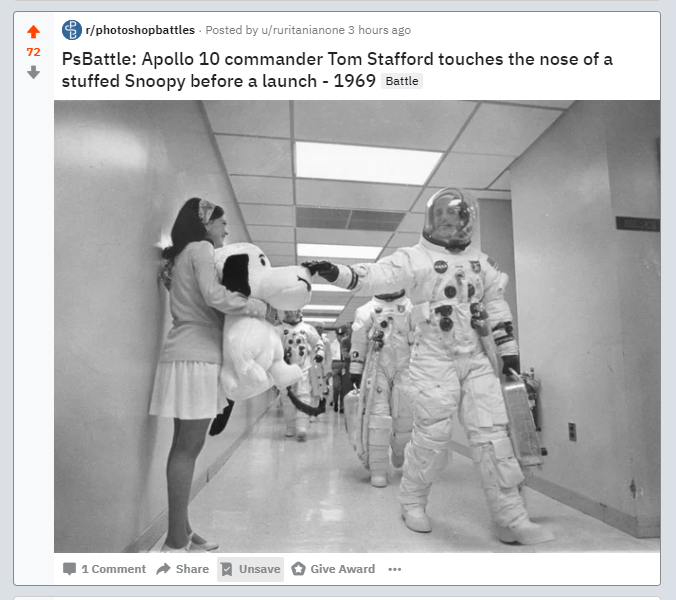 r/photoshopbattles · Posted by u/ruritanianone 3 hours ago
72
PsBattle: Apollo 10 commander Tom Stafford touches the nose of a
stuffed Snoopy before a launch - 1969 Battle
NASA
1 Comment Share Unsave Give Award ...